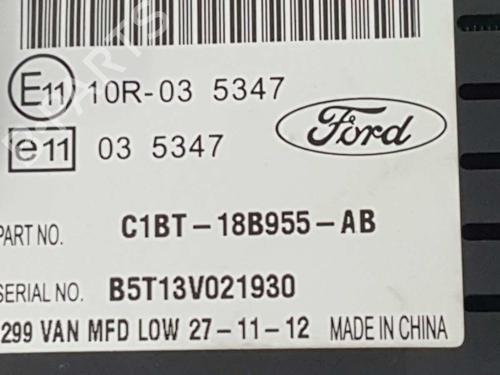 E11 10R-03 5347
e11 03 5347
Ford
PART NO. C1BT-18B955-AB
SERIAL NO. B5T13V021930
299 VAN MFD LOW 27-11-12 MADE IN CHINA